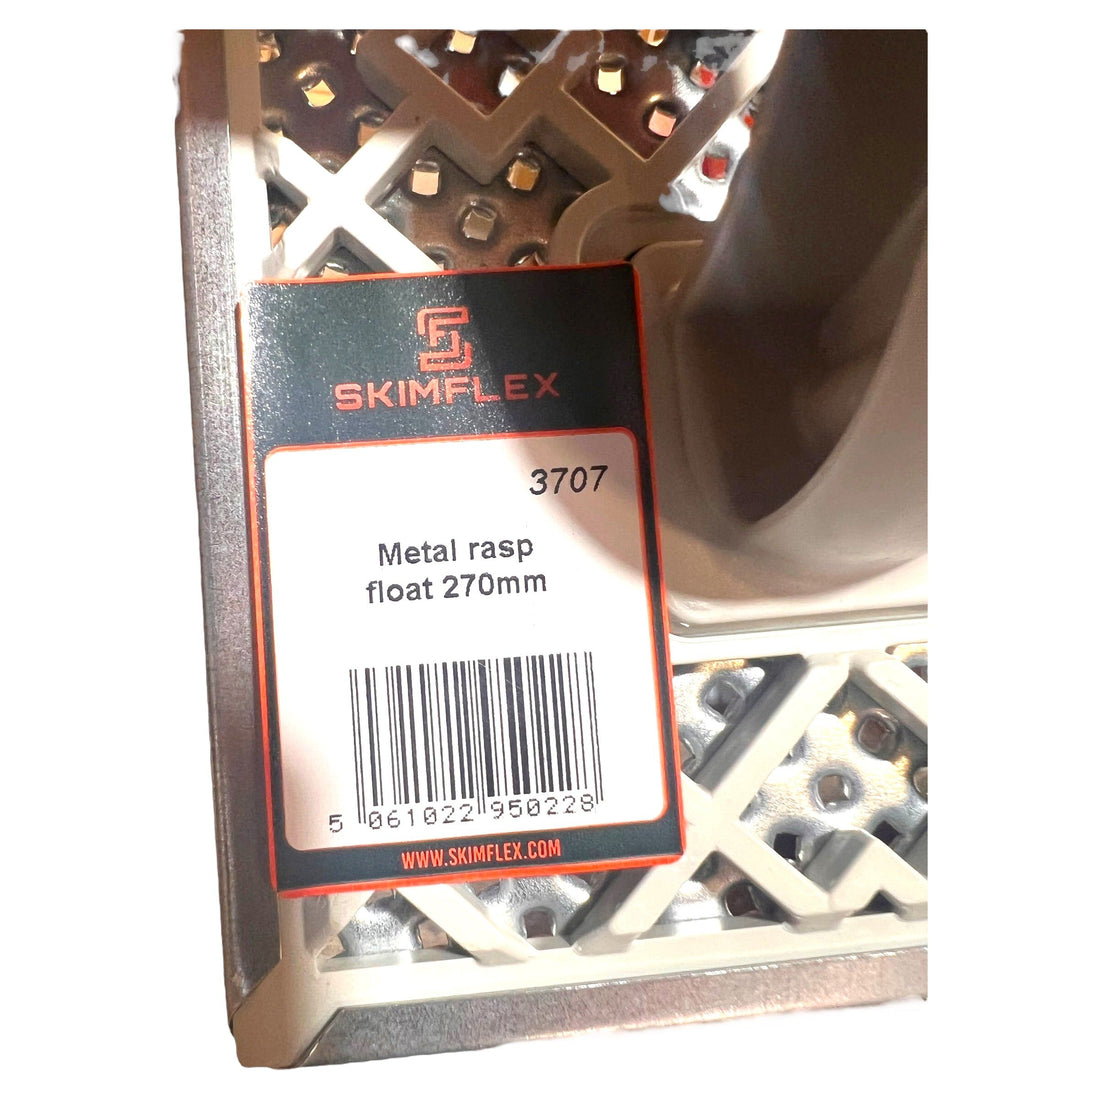 SKIMFLEX
3707
Metal rasp
float 270mm
5 061022 950228
WWW.SKIMFLEX.COM